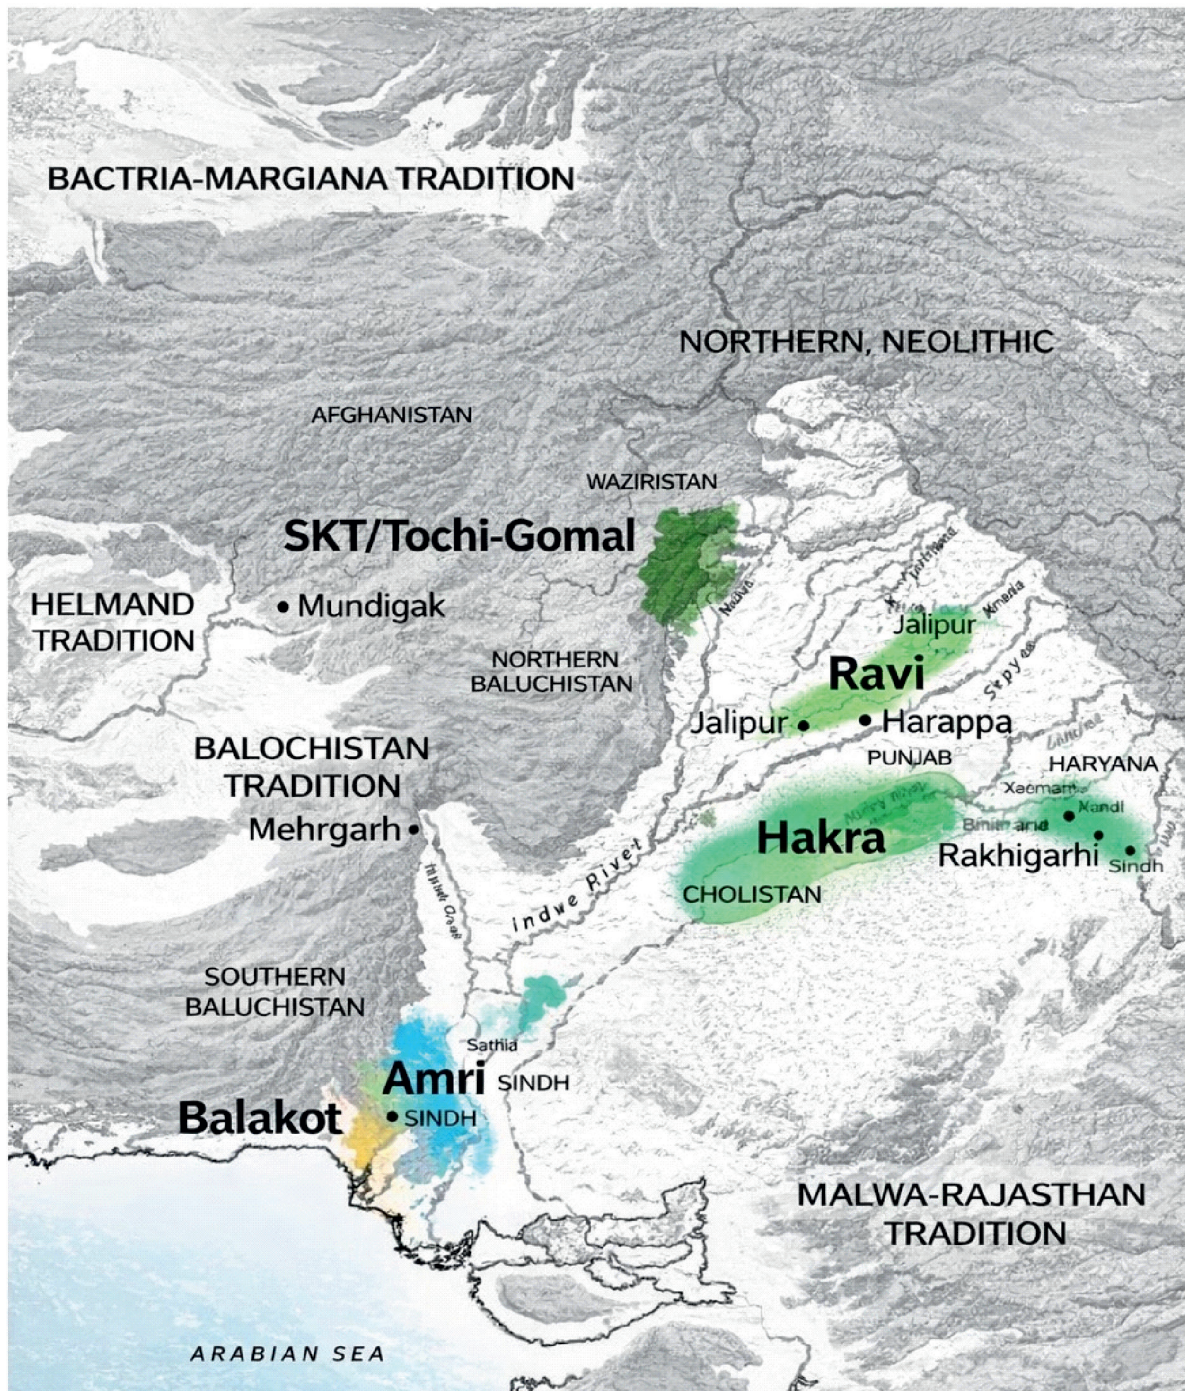 BACTRIA-MARGIANA TRADITION
NORTHERN, NEOLITHIC
AFGHANISTAN
WAZIRISTAN
SKT/Tochi-Gomal
HELMAND
TRADITION
Mundigak
Jalipur
NORTHERN
BALUCHISTAN
Ravi
Jalipur
Harappa
PUNJAB
BALOCHISTAN
TRADITION
HARYANA
Mehrgarh
Hakra
Rakhigarhi
Sindh
CHOLISTAN
indwe Rivet
SOUTHERN
BALUCHISTAN
Sathia
Amri
SINDH
Balakot
SINDH
MALWA-RAJASTHAN
TRADITION
ARABIAN SEA